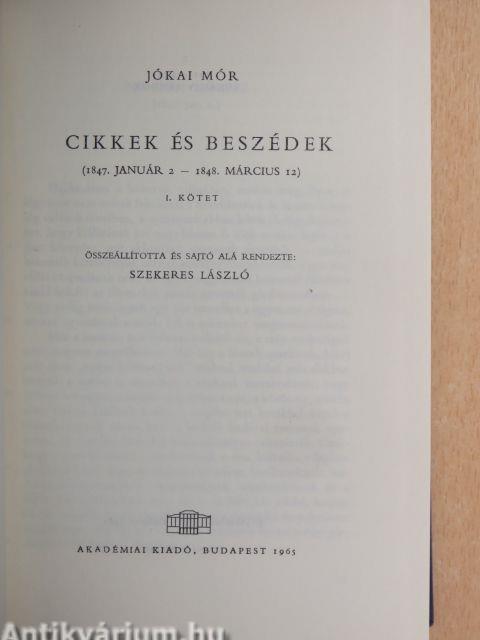 JÓKAI MÓR
CIKKEK ÉS BESZÉDEK
(1847. JANUÁR 2 — 1848. MÁRCIUS 12)
I. KÖTET
ÖSSZEÁLLÍTOTTA ÉS SAJTÓ ALÁ RENDEZTE:
SZEKERES LÁSZLÓ
AKADÉMIAI KIADÓ, BUDAPEST 1965
Antikvárium.hu